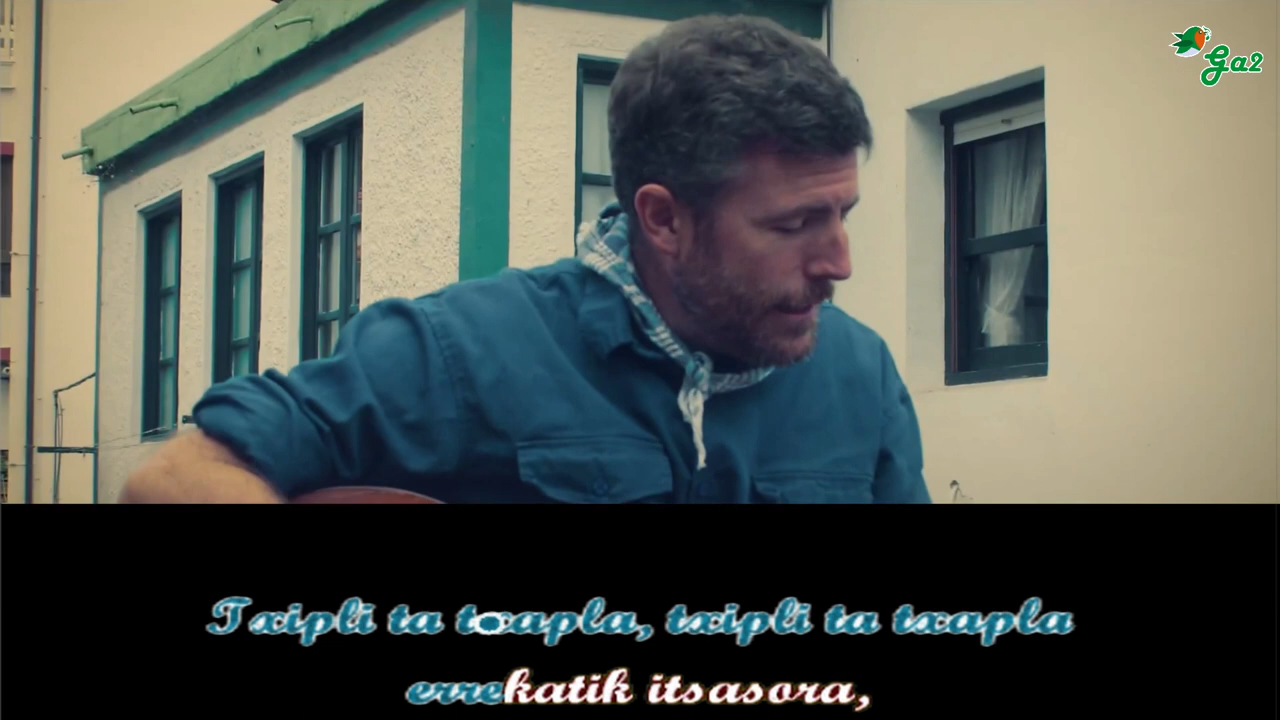 Ga2
Txipli ta txapla, txipli ta txapla
errekatik itsasora,